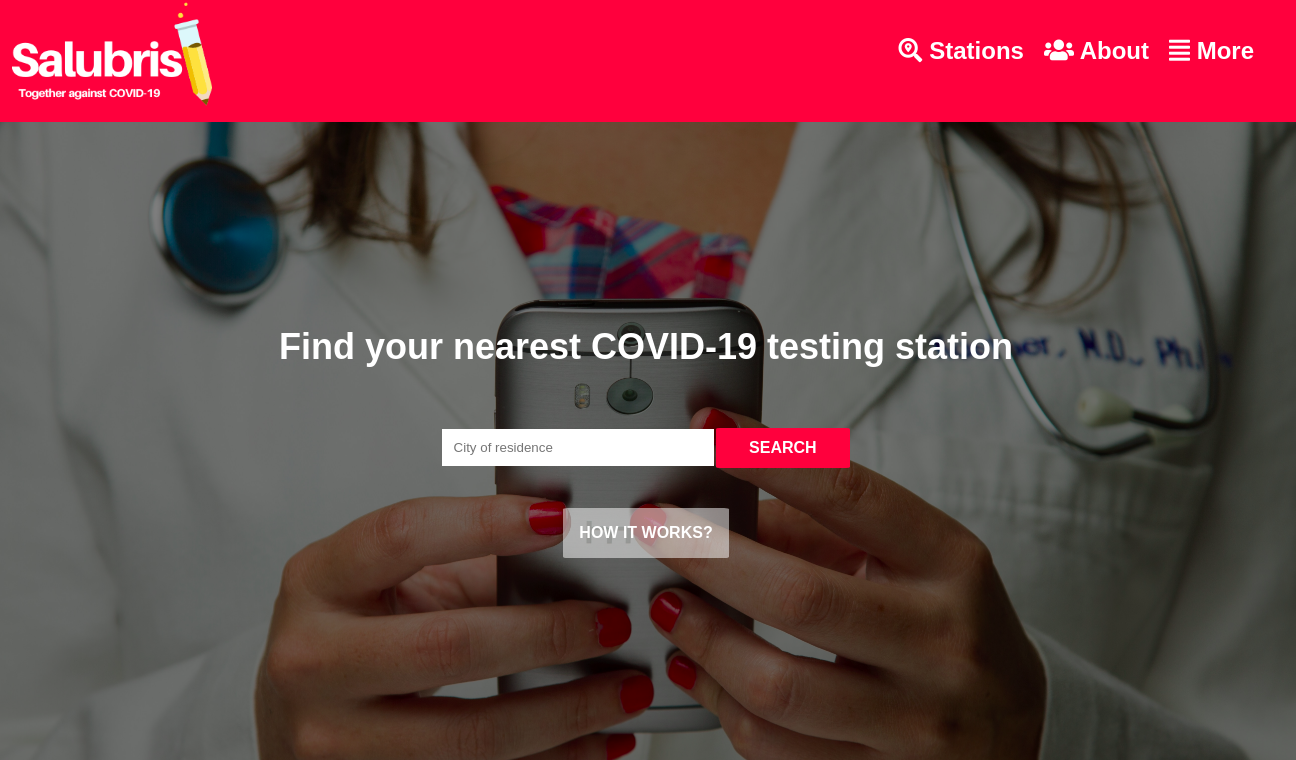 Salubris
Together against COVID-19
Stations
About
More
Find your nearest COVID-19 testing station
M.D., Ph.
City of residence
SEARCH
HOW IT WORKS?